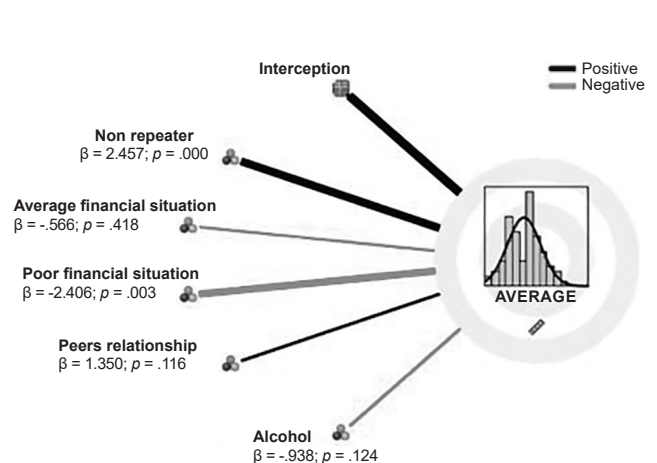 Interception
Positive
Negative
Non repeater
β = 2.457; p = .000
Average financial situation
β = -.566; p = .418
Poor financial situation
β = -2.406; p = .003
AVERAGE
Peers relationship
β = 1.350; p = .116
Alcohol
β = -.938; p = .124